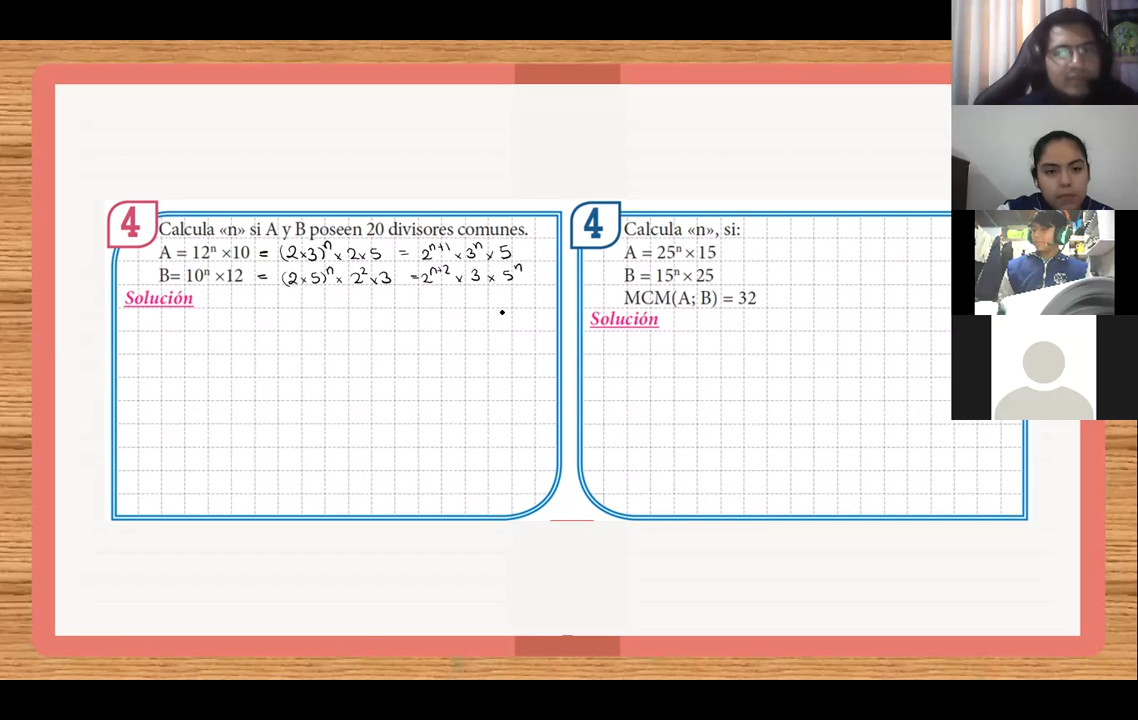 4
Calcula «n» si A y B poseen 20 divisores comunes.
A = 12ⁿ ×10 = (2×3)ⁿ × 2×5 = 2ⁿ⁺¹ × 3ⁿ × 5
B= 10ⁿ ×12 = (2×5)ⁿ × 2² ×3 =2ⁿ⁺² × 3 × 5ⁿ
Solución
4
Calcula «n», si:
A = 25ⁿ ×15
B = 15ⁿ × 25
MCM(A; B) = 32
Solución